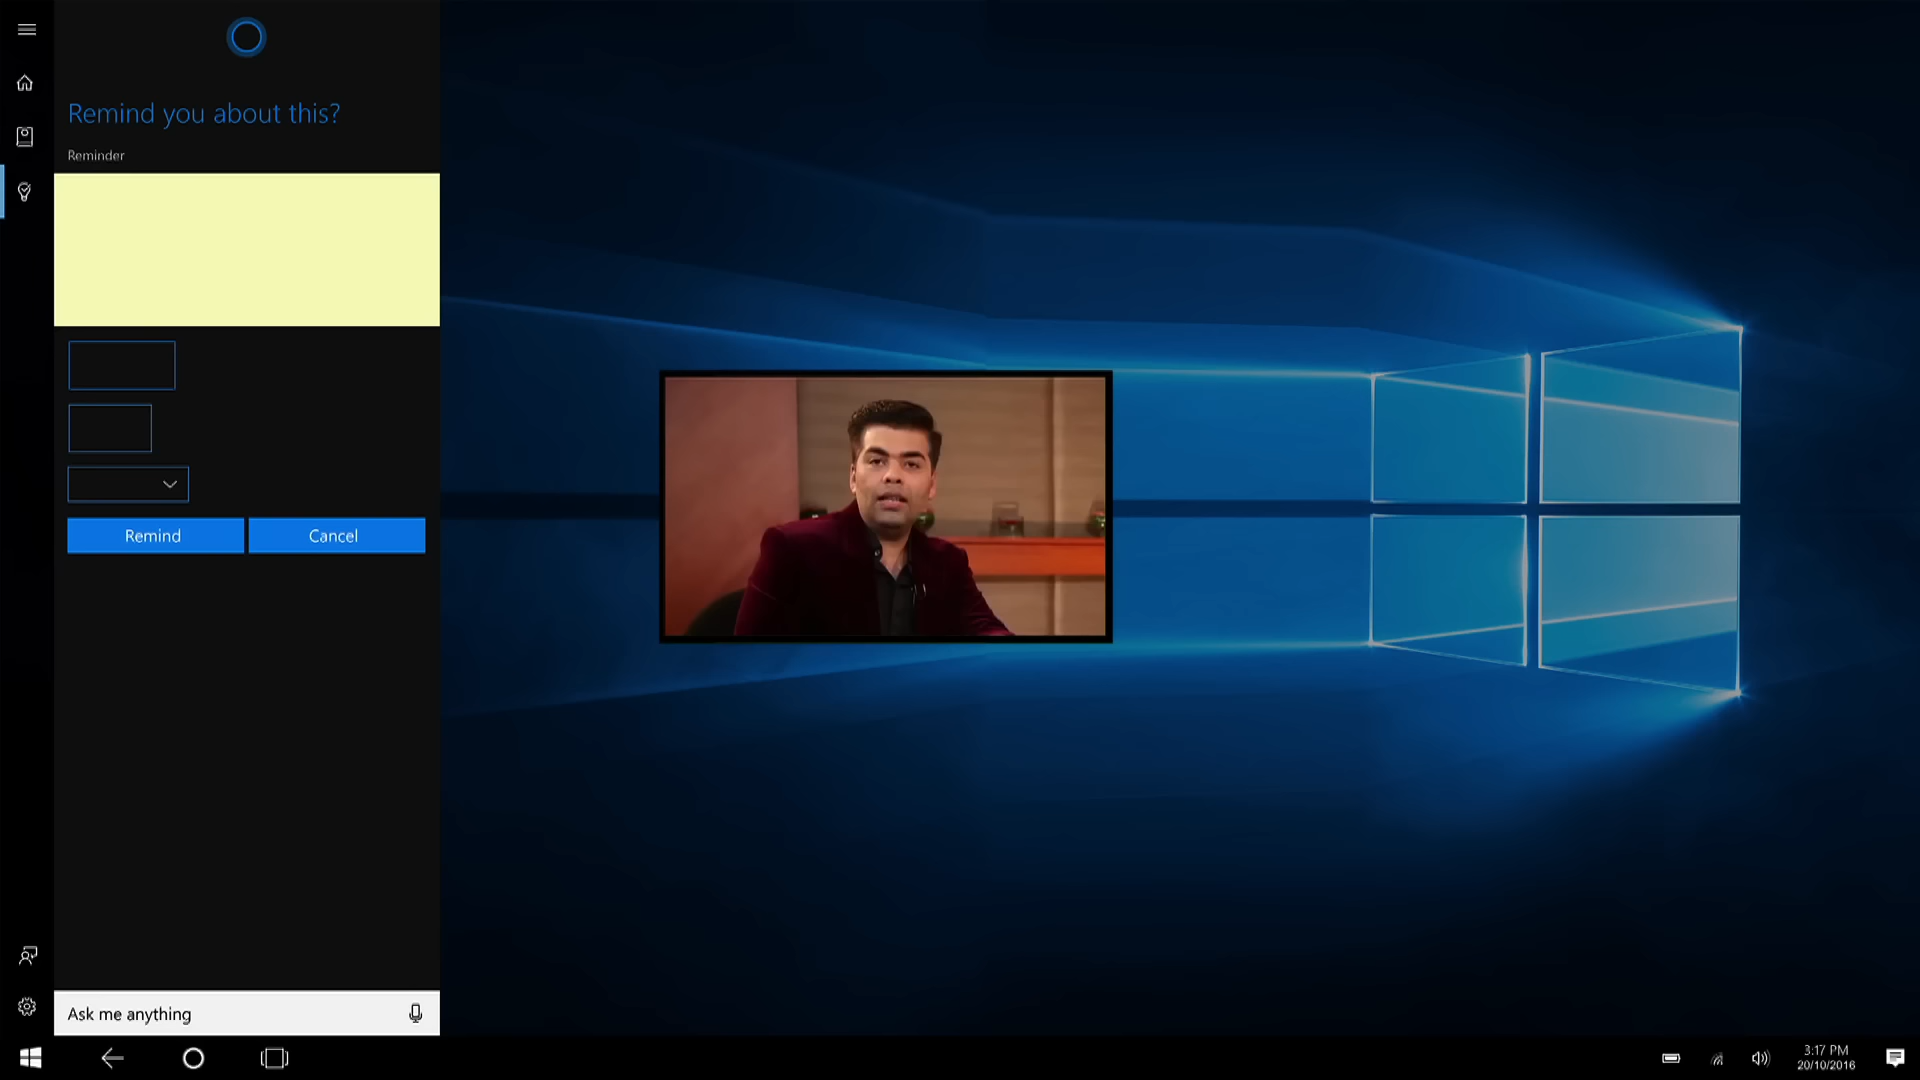 Remind you about this?
Reminder
Remind
Cancel
Ask me anything
3:17 PM
20/10/2016